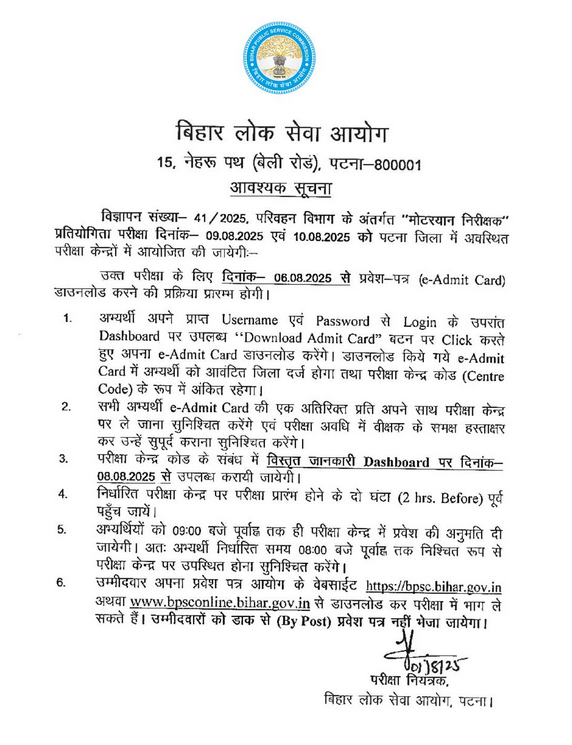 BIHAR PUBLIC SERVICE COMMISSION
बिहार लोक सेवा आयोग
बिहार लोक सेवा आयोग
15, नेहरू पथ (बेली रोड), पटना–800001
आवश्यक सूचना
विज्ञापन संख्या– 41/2025, परिवहन विभाग के अंतर्गत "मोटरयान निरीक्षक"
प्रतियोगिता परीक्षा दिनांक– 09.08.2025 एवं 10.08.2025 को पटना जिला में अवस्थित
परीक्षा केन्द्रों में आयोजित की जायेगी:–
उक्त परीक्षा के लिए दिनांक– 06.08.2025 से प्रवेश–पत्र (e-Admit Card)
डाउनलोड करने की प्रक्रिया प्रारम्भ होगी।
1. अभ्यर्थी अपने प्राप्त Username एवं Password से Login के उपरांत
Dashboard पर उपलब्ध ''Download Admit Card" बटन पर Click करते
हुए अपना e-Admit Card डाउनलोड करेंगे। डाउनलोड किये गये e-Admit
Card में अभ्यर्थी को आवंटित जिला दर्ज होगा तथा परीक्षा केन्द्र कोड (Centre
Code) के रूप में अंकित रहेगा।
2. सभी अभ्यर्थी e-Admit Card की एक अतिरिक्त प्रति अपने साथ परीक्षा केन्द्र
पर ले जाना सुनिश्चित करेंगे एवं परीक्षा अवधि में वीक्षक के समक्ष हस्ताक्षर
कर उन्हें सुपूर्द कराना सुनिश्चित करेंगे।
3. परीक्षा केन्द्र कोड के संबंध में विस्तृत जानकारी Dashboard पर दिनांक–
08.08.2025 से उपलब्ध करायी जायेगी।
4. निर्धारित परीक्षा केन्द्र पर परीक्षा प्रारंभ होने के दो घंटा (2 hrs. Before) पूर्व
पहुँच जायें।
5. अभ्यर्थियों को 09:00 बजे पूर्वाह्न तक ही परीक्षा केन्द्र में प्रवेश की अनुमति दी
जायेगी। अतः अभ्यर्थी निर्धारित समय 08:00 बजे पूर्वाह्न तक निश्चित रूप से
परीक्षा केन्द्र पर उपस्थित होना सुनिश्चित करेंगे।
6. उम्मीदवार अपना प्रवेश पत्र आयोग के वेबसाईट https://bpsc.bihar.gov.in
अथवा www.bpsconline.bihar.gov.in से डाउनलोड कर परीक्षा में भाग ले
सकते हैं। उम्मीदवारों को डाक से (By Post) प्रवेश पत्र नहीं भेजा जायेगा।
01/8/25
परीक्षा नियंत्रक,
बिहार लोक सेवा आयोग, पटना।